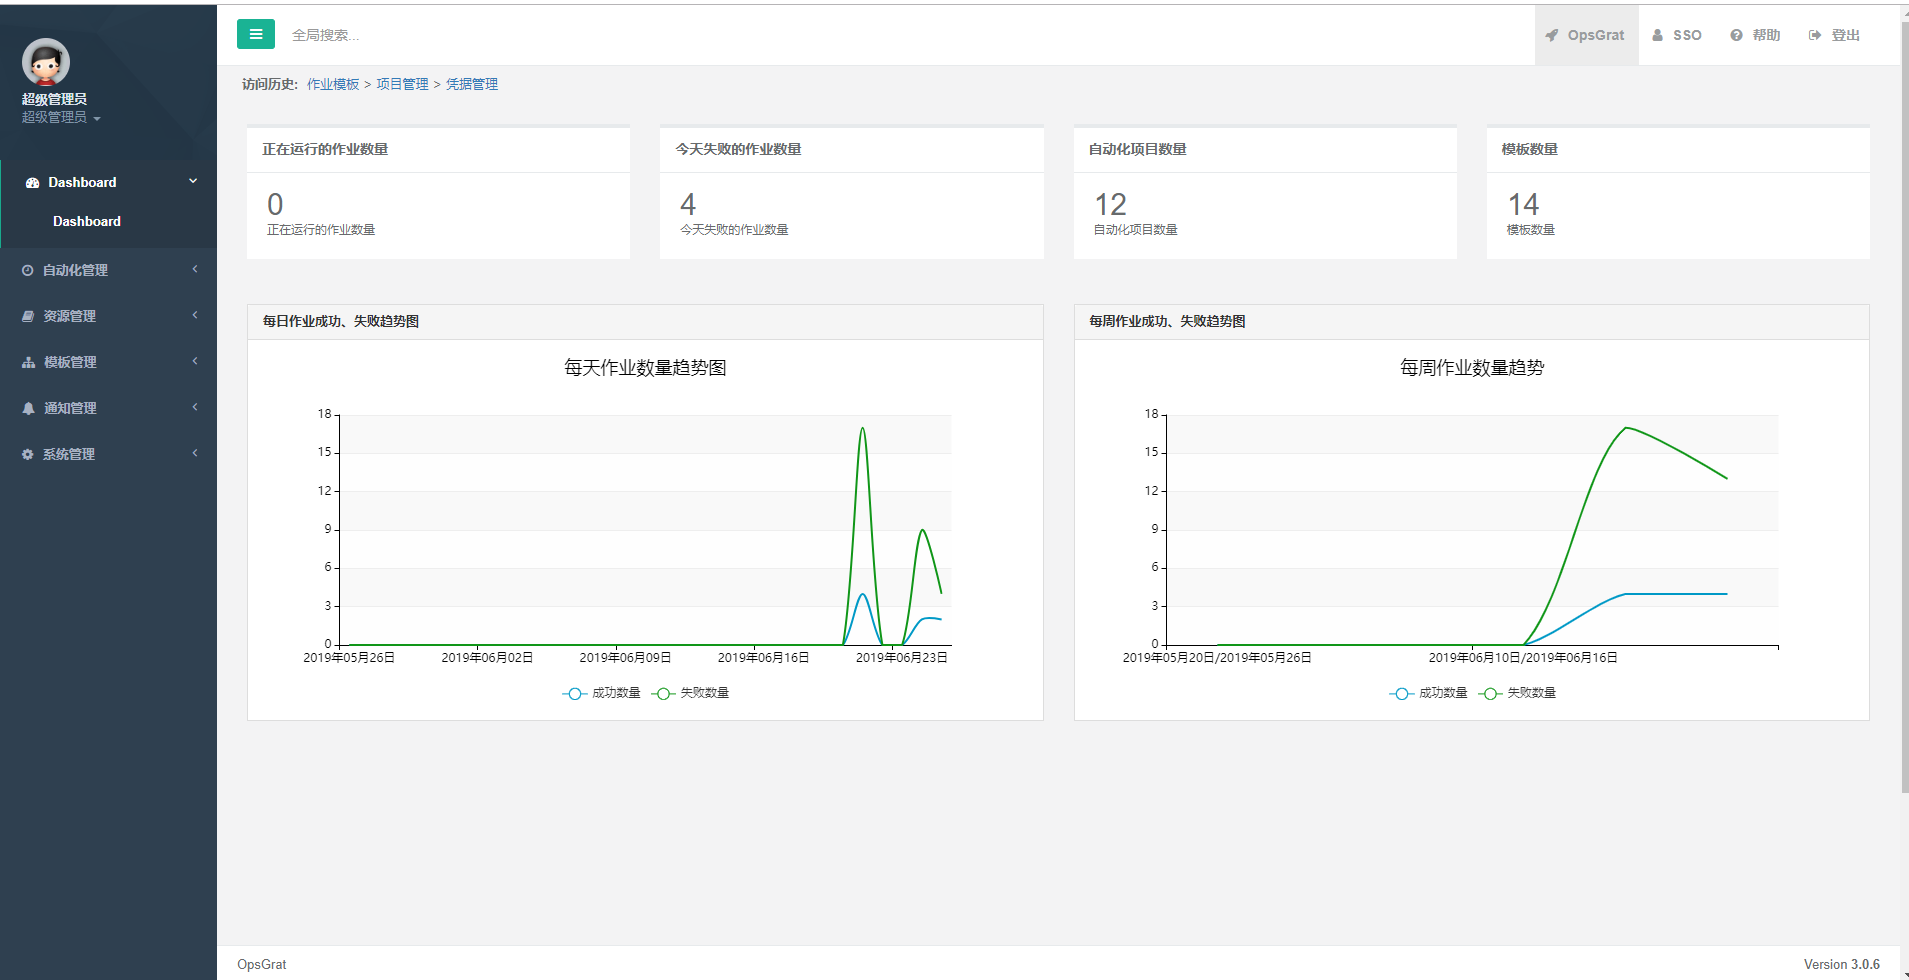 超级管理员
超级管理员
Dashboard
Dashboard
自动化管理
资源管理
模板管理
通知管理
系统管理
全局搜索...
OpsGrat
SSO
帮助
登出
访问历史: 作业模板 > 项目管理 > 凭据管理
正在运行的作业数量
0
正在运行的作业数量
今天失败的作业数量
4
今天失败的作业数量
自动化项目数量
12
自动化项目数量
模板数量
14
模板数量
每日作业成功、失败趋势图
每天作业数量趋势图
18
15
12
9
6
3
0
2019年05月26日 2019年06月02日 2019年06月09日 2019年06月16日 2019年06月23日
成功数量 失败数量
每周作业成功、失败趋势图
每周作业数量趋势
18
15
12
9
6
3
0
2019年05月20日/2019年05月26日 2019年06月10日/2019年06月16日
成功数量 失败数量
OpsGrat
Version 3.0.6